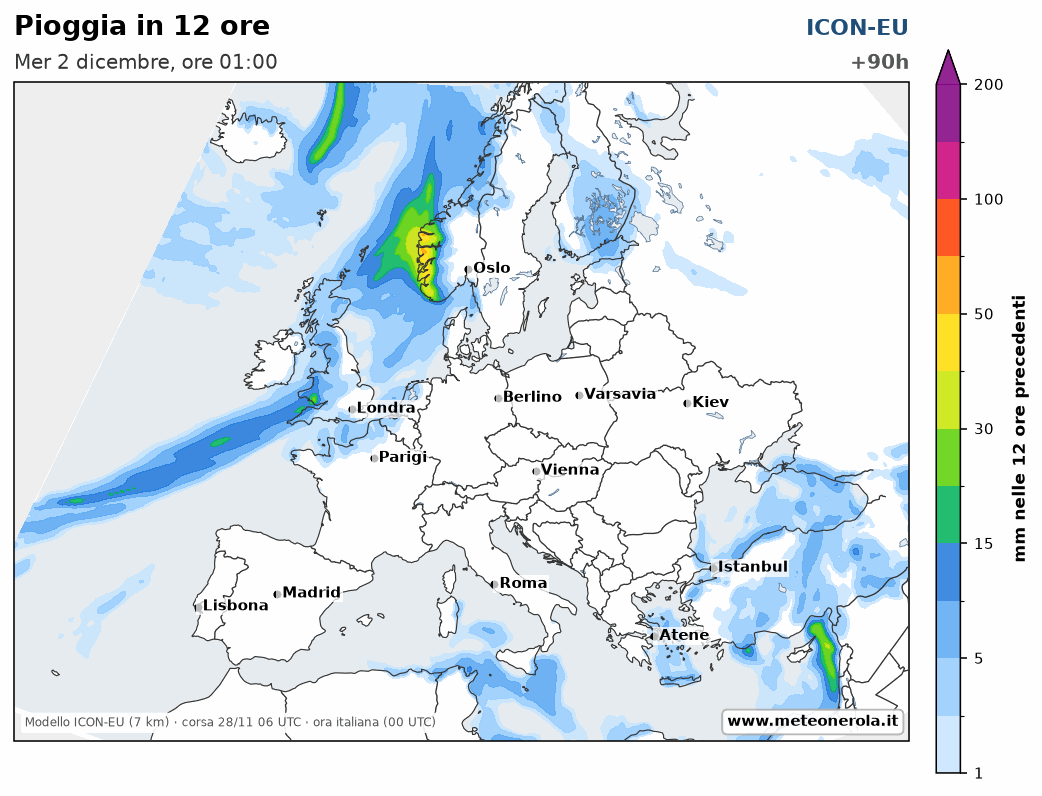 Pioggia in 12 ore
ICON-EU
Mer 2 dicembre, ore 01:00
+90h
200
100
50
30
15
5
1
mm nelle 12 ore precedenti
Oslo
Berlino
Varsavia
Kiev
Londra
Parigi
Vienna
Istanbul
Roma
Madrid
Lisbona
Atene
Modello ICON-EU (7 km) · corsa 28/11 06 UTC · ora italiana (00 UTC)
www.meteonerola.it